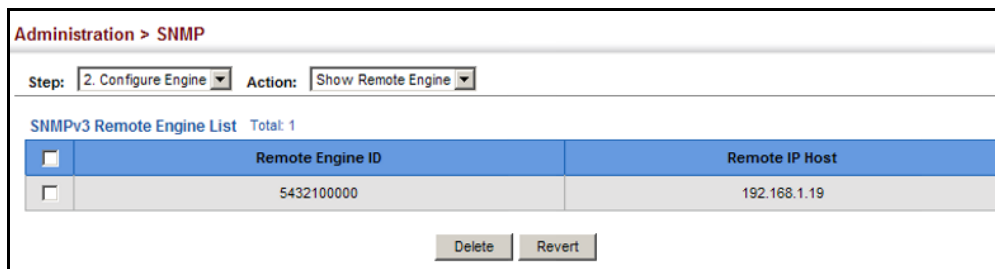 Administration > SNMP
Step: 2. Configure Engine Action: Show Remote Engine
SNMPv3 Remote Engine List Total: 1
Remote Engine ID Remote IP Host
5432100000 192.168.1.19
Delete Revert